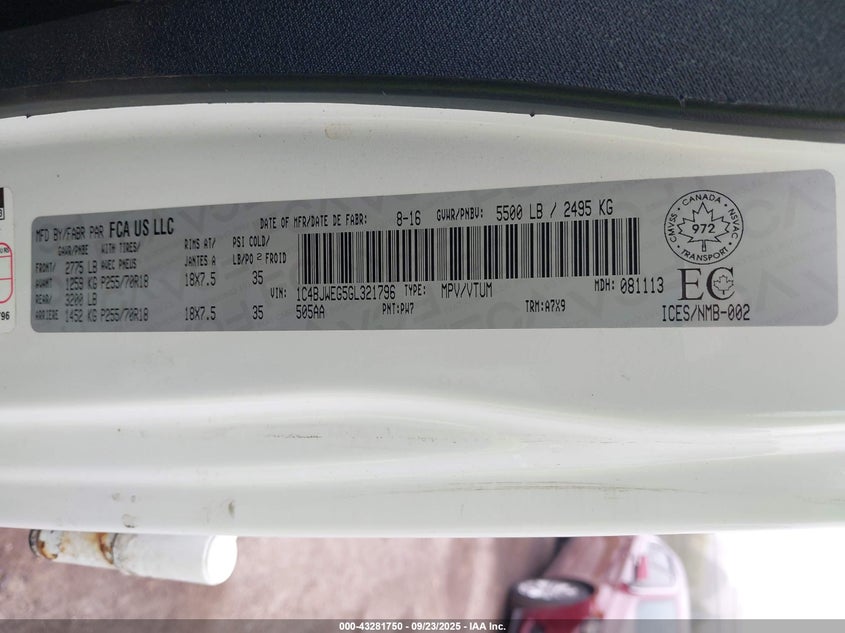 MFD BY/FABR PAR FCA US LLC
DATE OF MFR/DATE DE FABR: 8-16 GVWR/PNBV: 5500 LB / 2495 KG
GAWR/PNBE WITH TIRES/ RIMS AT/ PSI COLD/
AVEC PNEUS JANTES A LB/PO 2 FROID
FRONT/ 2775 LB
AVANT 1259 KG P255/70R18 18X7.5 35
REAR/ 3200 LB
ARRIERE 1452 KG P255/70R18 18X7.5 35
VIN: 1C4BJWEG5GL321796 TYPE: MPV/VTUM MDH: 081113
505AA PNT:PW7 TRM:A7X9
CMVSS CANADA NSVAC
972
TRANSPORT
EC
ICES/NMB-002
796
000-43281750 - 09/23/2025 - IAA Inc.